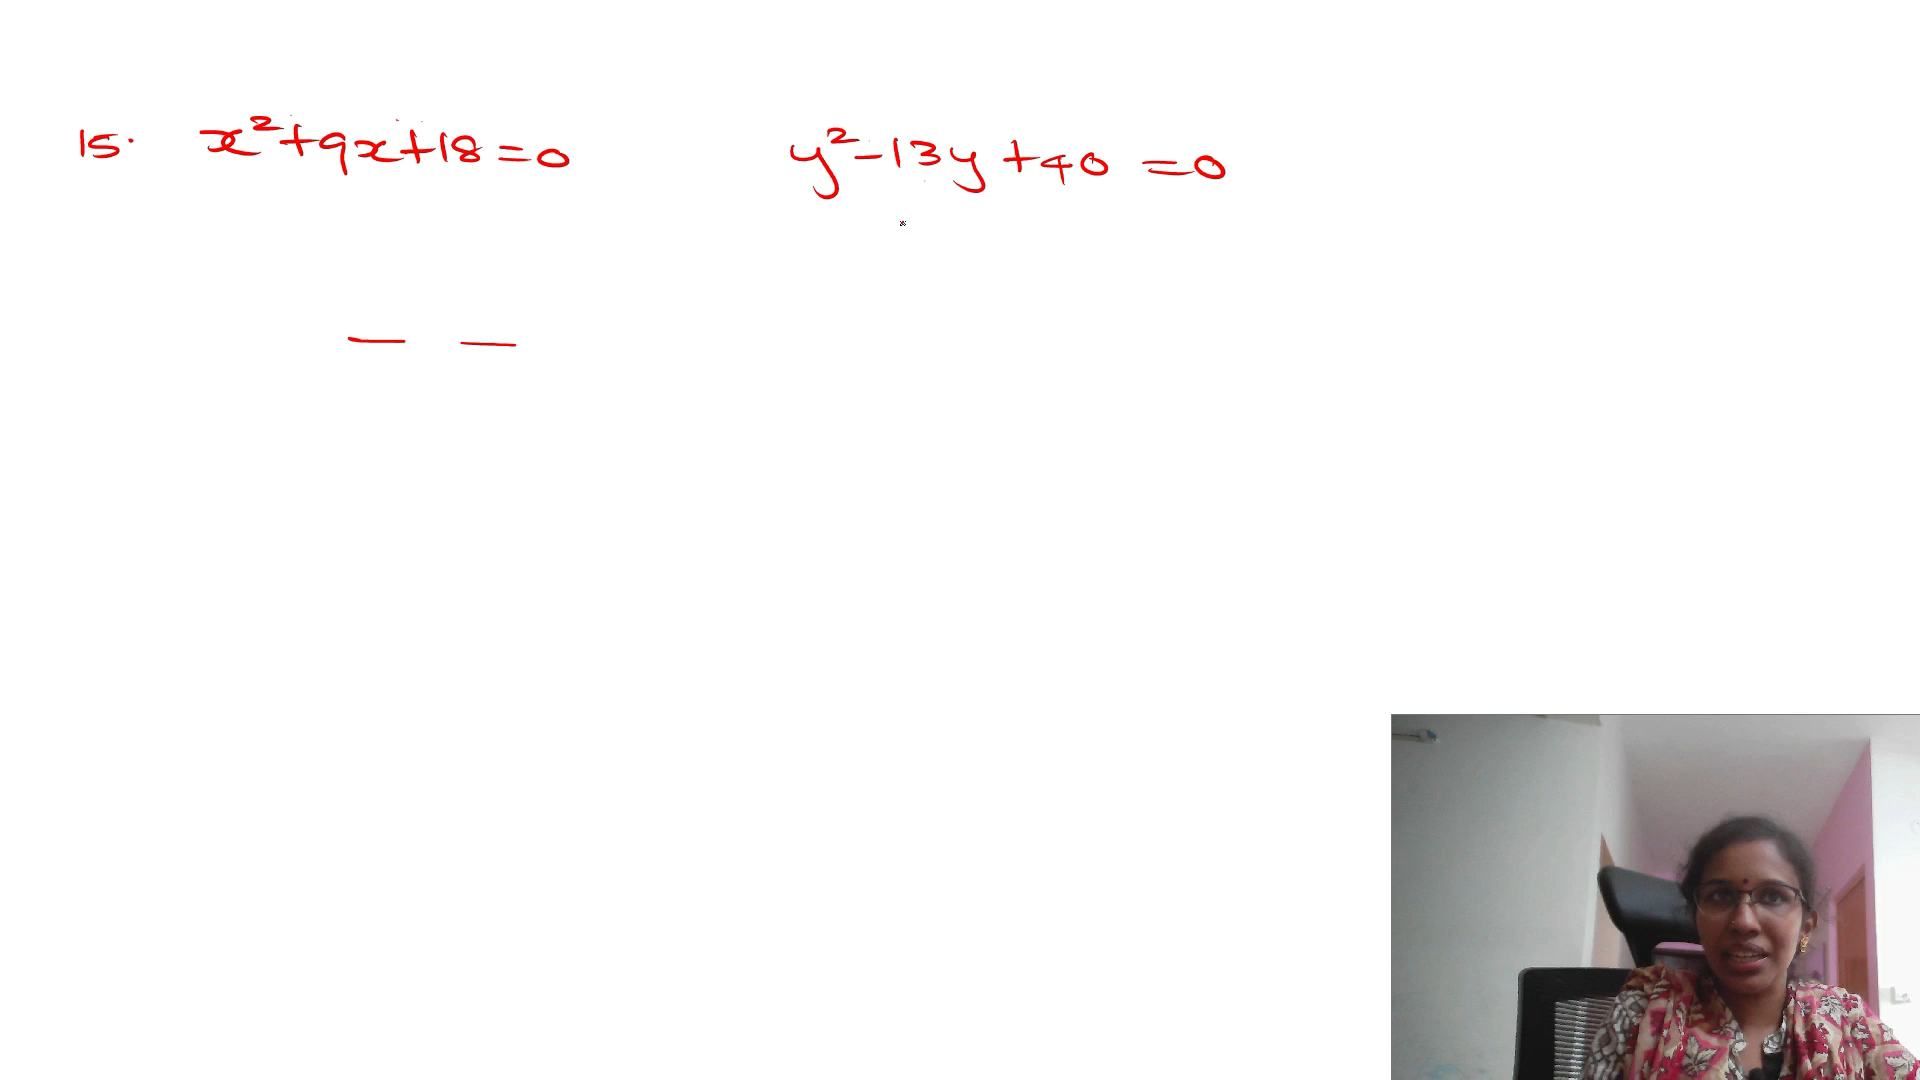 15. x²+9x+18=0 y²-13y+40=0
— —